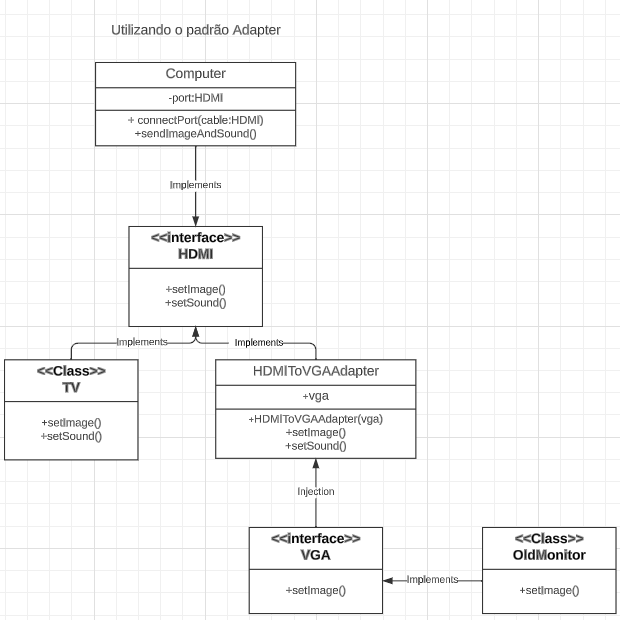 Utilizando o padrão Adapter
Computer
-port:HDMI
+ connectPort(cable:HDMI)
+sendImageAndSound()
Implements
<<interface>>
HDMI
+setImage()
+setSound()
Implements
Implements
<<Class>>
TV
+setImage()
+setSound()
HDMIToVGAAdapter
+vga
+HDMIToVGAAdapter(vga)
+setImage()
+setSound()
Injection
<<interface>>
VGA
+setImage()
Implements
<<Class>>
OldMonitor
+setImage()